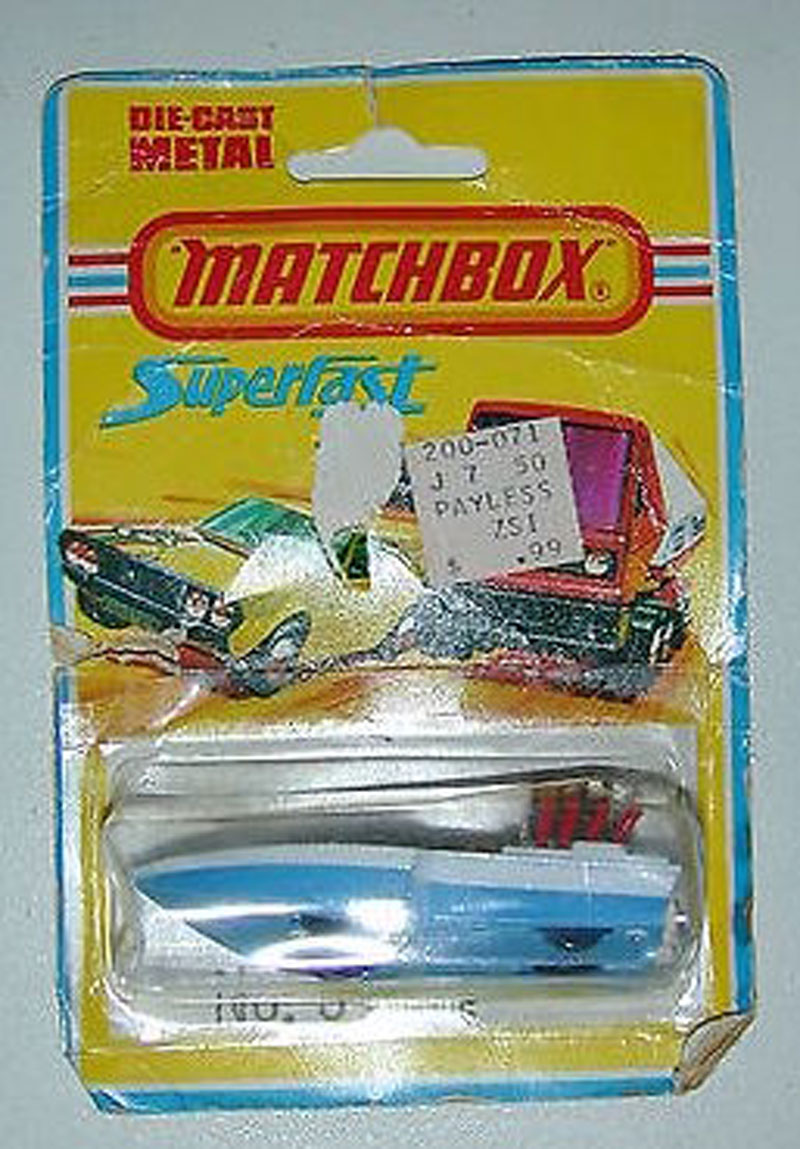 DIE-CAST
METAL
"MATCHBOX"®
Superfast
200-071
J 7 50
PAYLESS
ZSI
$ .99